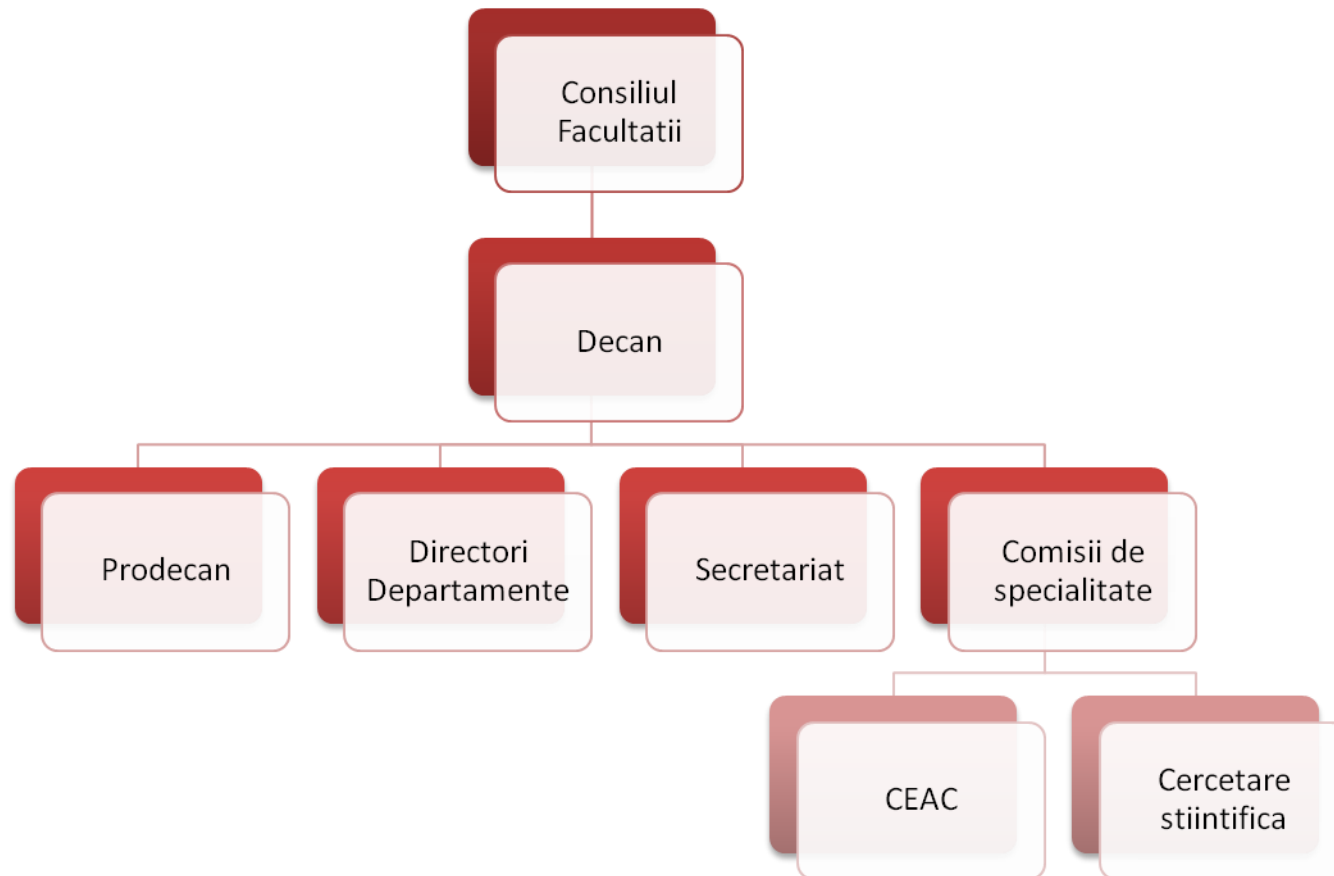 Consiliul
Facultatii
Decan
Prodecan
Directori
Departamente
Secretariat
Comisii de
specialitate
CEAC
Cercetare
stiintifica